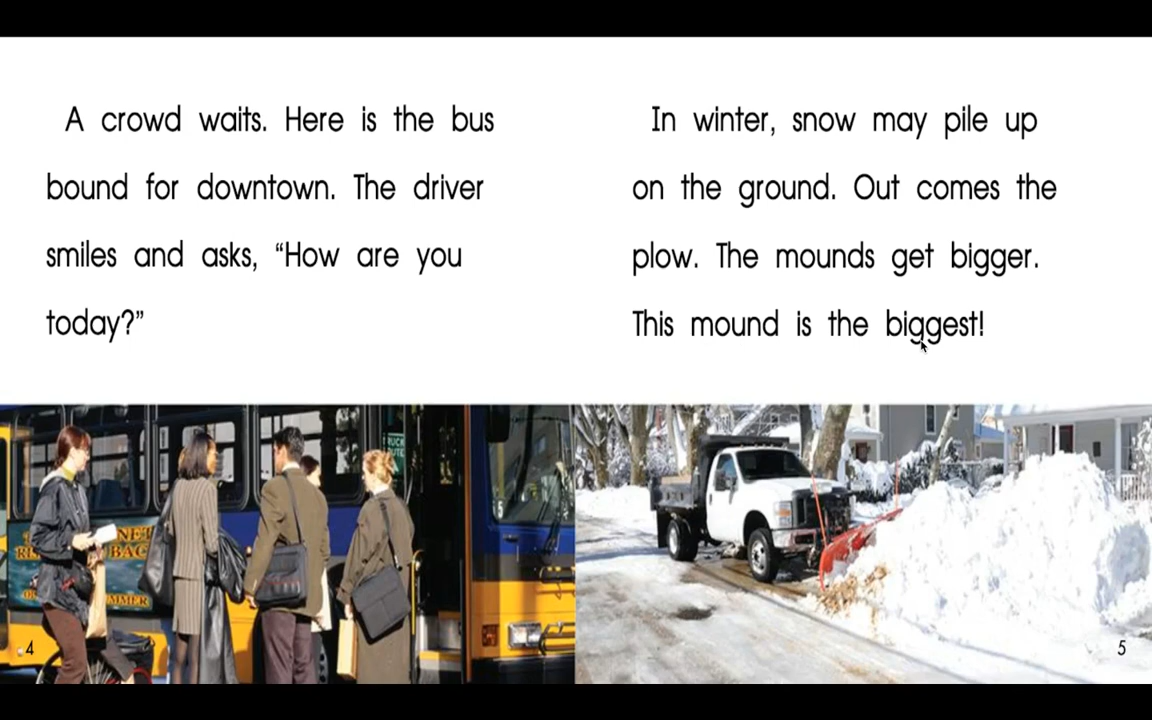 A crowd waits. Here is the bus
bound for downtown. The driver
smiles and asks, “How are you
today?”
In winter, snow may pile up
on the ground. Out comes the
plow. The mounds get bigger.
This mound is the biggest!
4
5